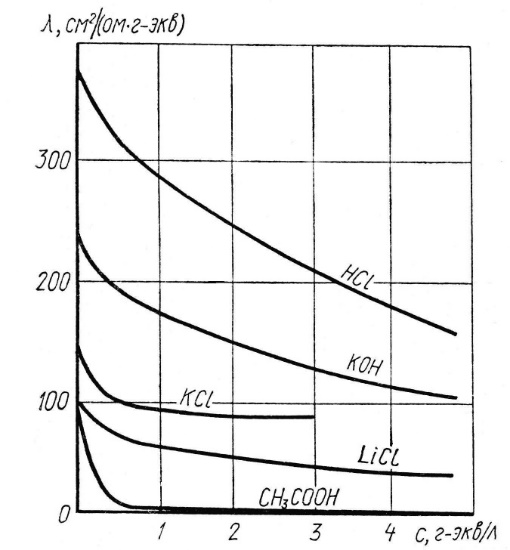 λ, см²/(ом·г-экв)
300
HCl
200
KOH
100
KCl
LiCl
CH₃COOH
0
1 2 3 4 c, г-экв/л